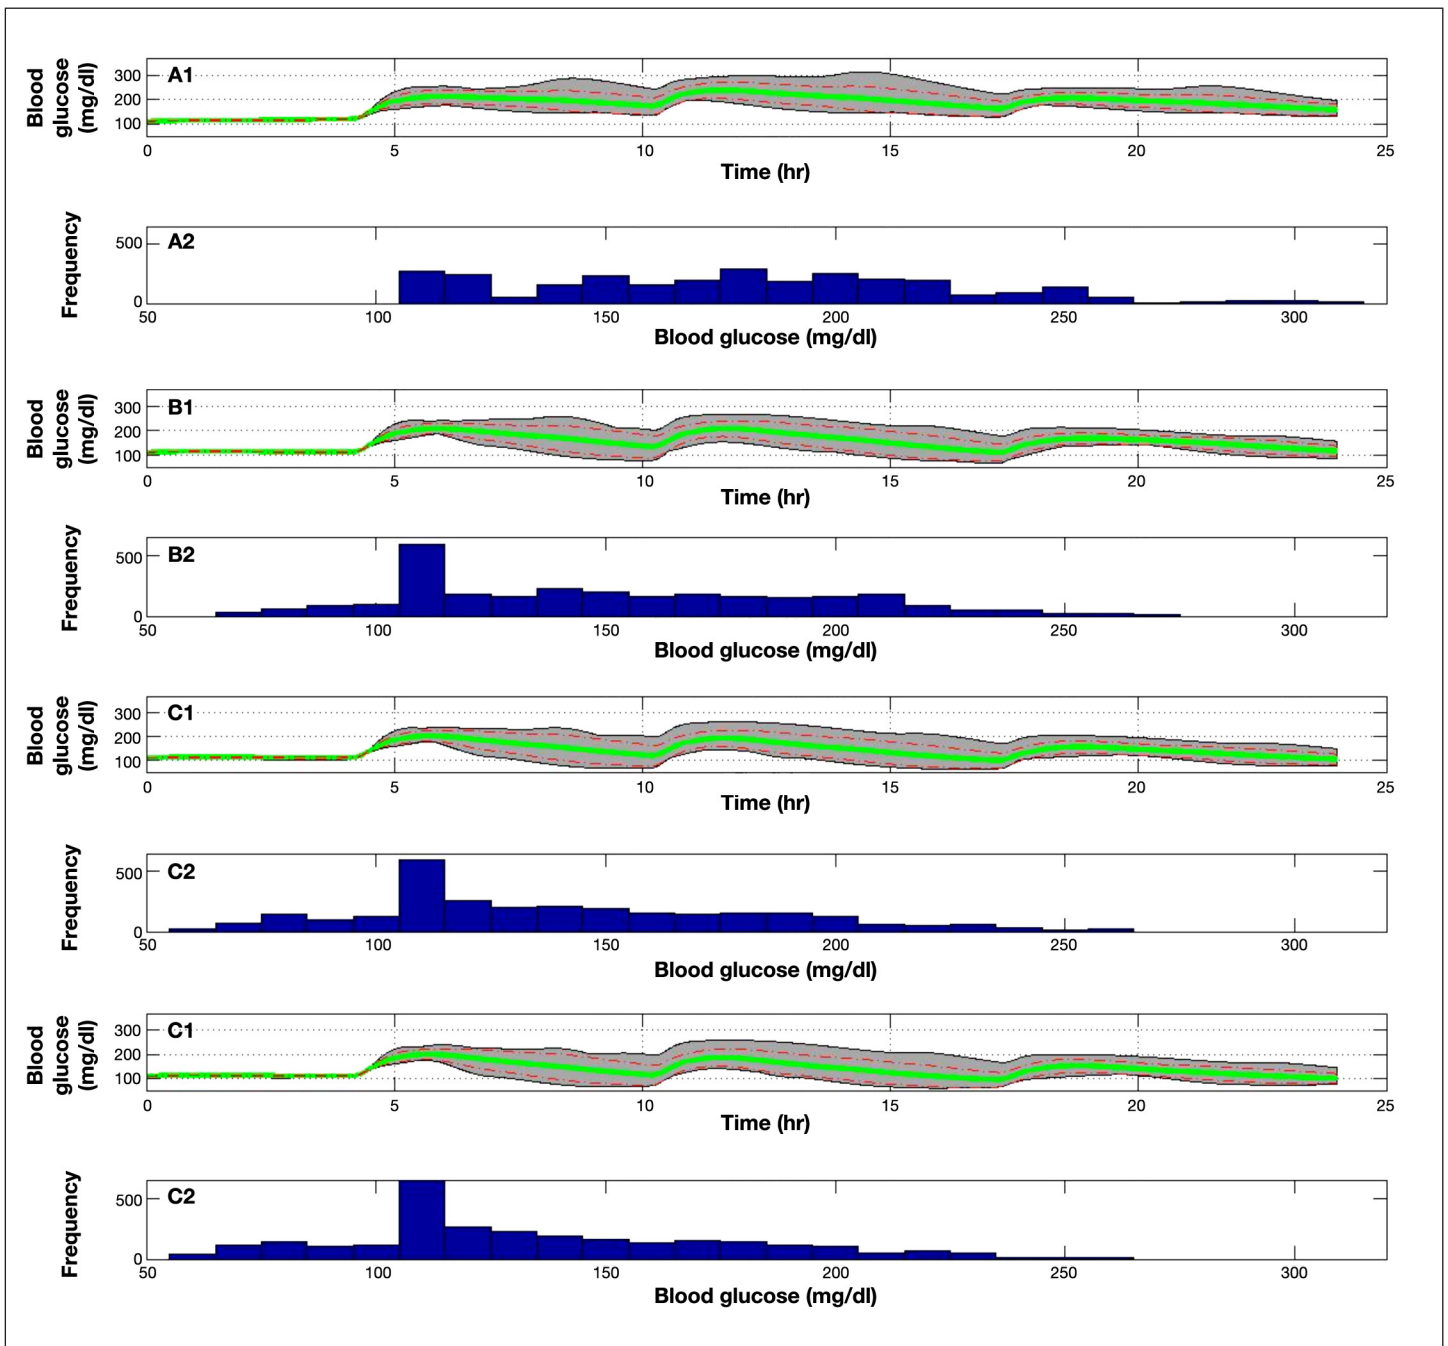 Blood
glucose
(mg/dl)
A1
300
200
100
0 5 10 15 20 25
Time (hr)
Frequency
A2
500
0
50 100 150 200 250 300
Blood glucose (mg/dl)
Blood
glucose
(mg/dl)
B1
300
200
100
0 5 10 15 20 25
Time (hr)
Frequency
B2
500
0
50 100 150 200 250 300
Blood glucose (mg/dl)
Blood
glucose
(mg/dl)
C1
300
200
100
0 5 10 15 20 25
Time (hr)
Frequency
C2
500
0
50 100 150 200 250 300
Blood glucose (mg/dl)
Blood
glucose
(mg/dl)
C1
300
200
100
0 5 10 15 20 25
Time (hr)
Frequency
C2
500
0
50 100 150 200 250 300
Blood glucose (mg/dl)